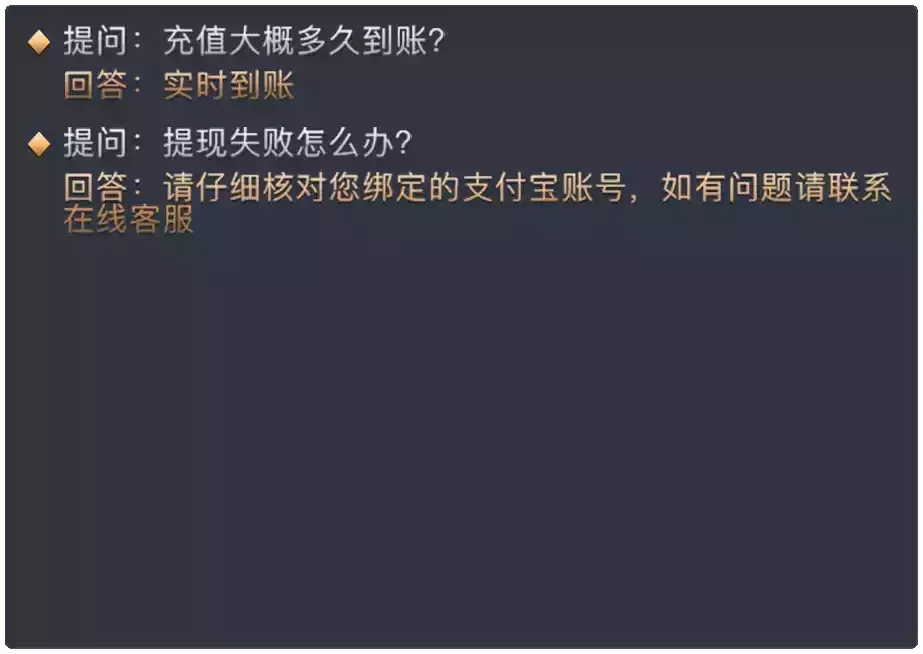 提问：充值大概多久到账？
回答：实时到账
提问：提现失败怎么办？
回答：请仔细核对您绑定的支付宝账号，如有问题请联系
在线客服